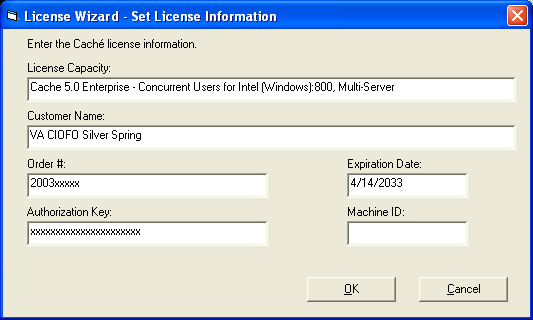 License Wizard - Set License Information
Enter the Caché license information.
License Capacity:
Cache 5.0 Enterprise - Concurrent Users for Intel (Windows):800, Multi-Server
Customer Name:
VA CIOFO Silver Spring
Order #:
Expiration Date:
2003xxxxx
4/14/2033
Authorization Key:
Machine ID:
xxxxxxxxxxxxxxxxxxxxxx
OK
Cancel